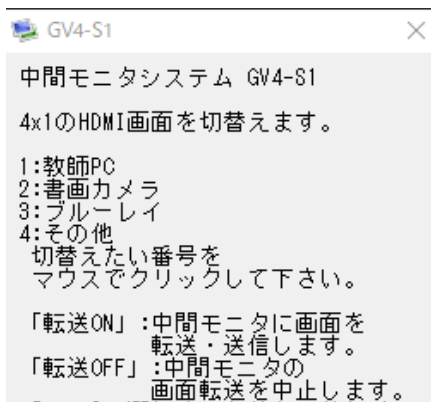 GV4-S1
中間モニタシステム GV4-S1
4x1のHDMI画面を切替えます。
1:教師PC
2:書画カメラ
3:ブルーレイ
4:その他
切替えたい番号を
マウスでクリックして下さい。
「転送ON」:中間モニタに画面を
転送・送信します。
「転送OFF」:中間モニタの
画面転送を中止します。